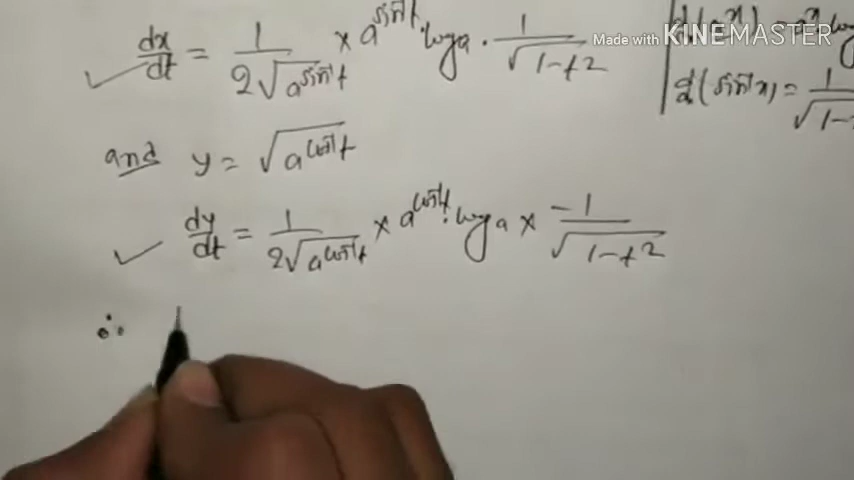 dx/dt = 1/(2√(a^(sin⁻¹t))) × a^(sin⁻¹t) · log a · 1/√(1-t²)
Made with KINEMASTER
d(a^x) = a^x log
d/(sin⁻¹x) = 1/√(1-
and y = √(a^(cos⁻¹t))
dy/dt = 1/(2√(a^(cos⁻¹t))) × a^(cos⁻¹t) · log a × -1/√(1-t²)
∴